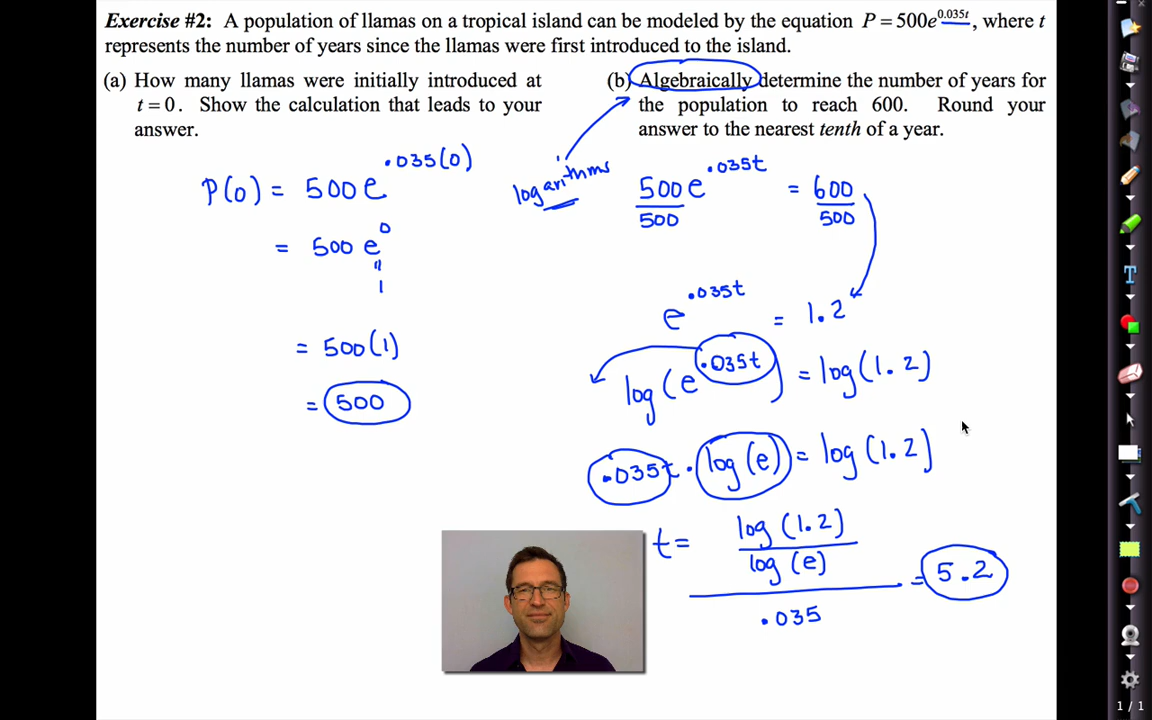 Exercise #2: A population of llamas on a tropical island can be modeled by the equation P = 500e^0.035t, where t
represents the number of years since the llamas were first introduced to the island.
(a) How many llamas were initially introduced at
t = 0. Show the calculation that leads to your
answer.
P(0) = 500e^.035(0)
= 500e^0
"
1
= 500(1)
= 500
(b) Algebraically determine the number of years for
the population to reach 600. Round your
answer to the nearest tenth of a year.
logarithms
500e^.035t = 600
500 500
e^.035t = 1.2
log(e^.035t) = log(1.2)
.035t · log(e) = log(1.2)
t = log(1.2)
log(e)
.035
= 5.2
T
1 / 1